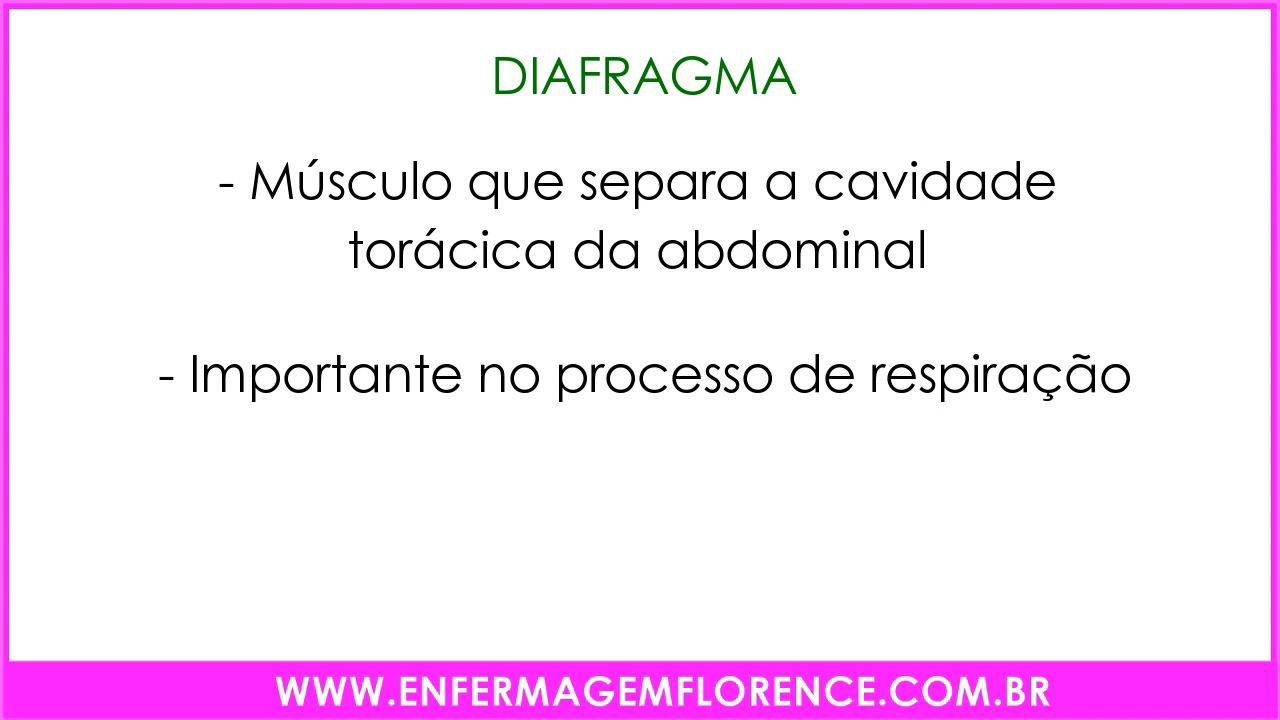 DIAFRAGMA
- Músculo que separa a cavidade
torácica da abdominal
- Importante no processo de respiração
WWW.ENFERMAGEMFLORENCE.COM.BR